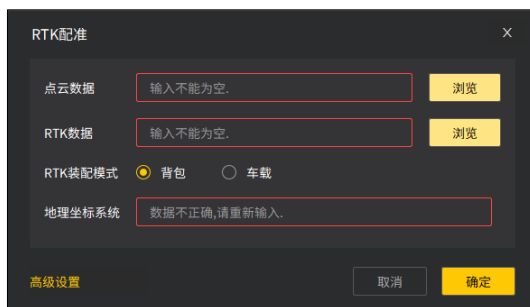 RTK配准 X
点云数据 输入不能为空. 浏览
RTK数据 输入不能为空. 浏览
RTK装配模式 背包 车载
地理坐标系统 数据不正确,请重新输入.
高级设置 取消 确定